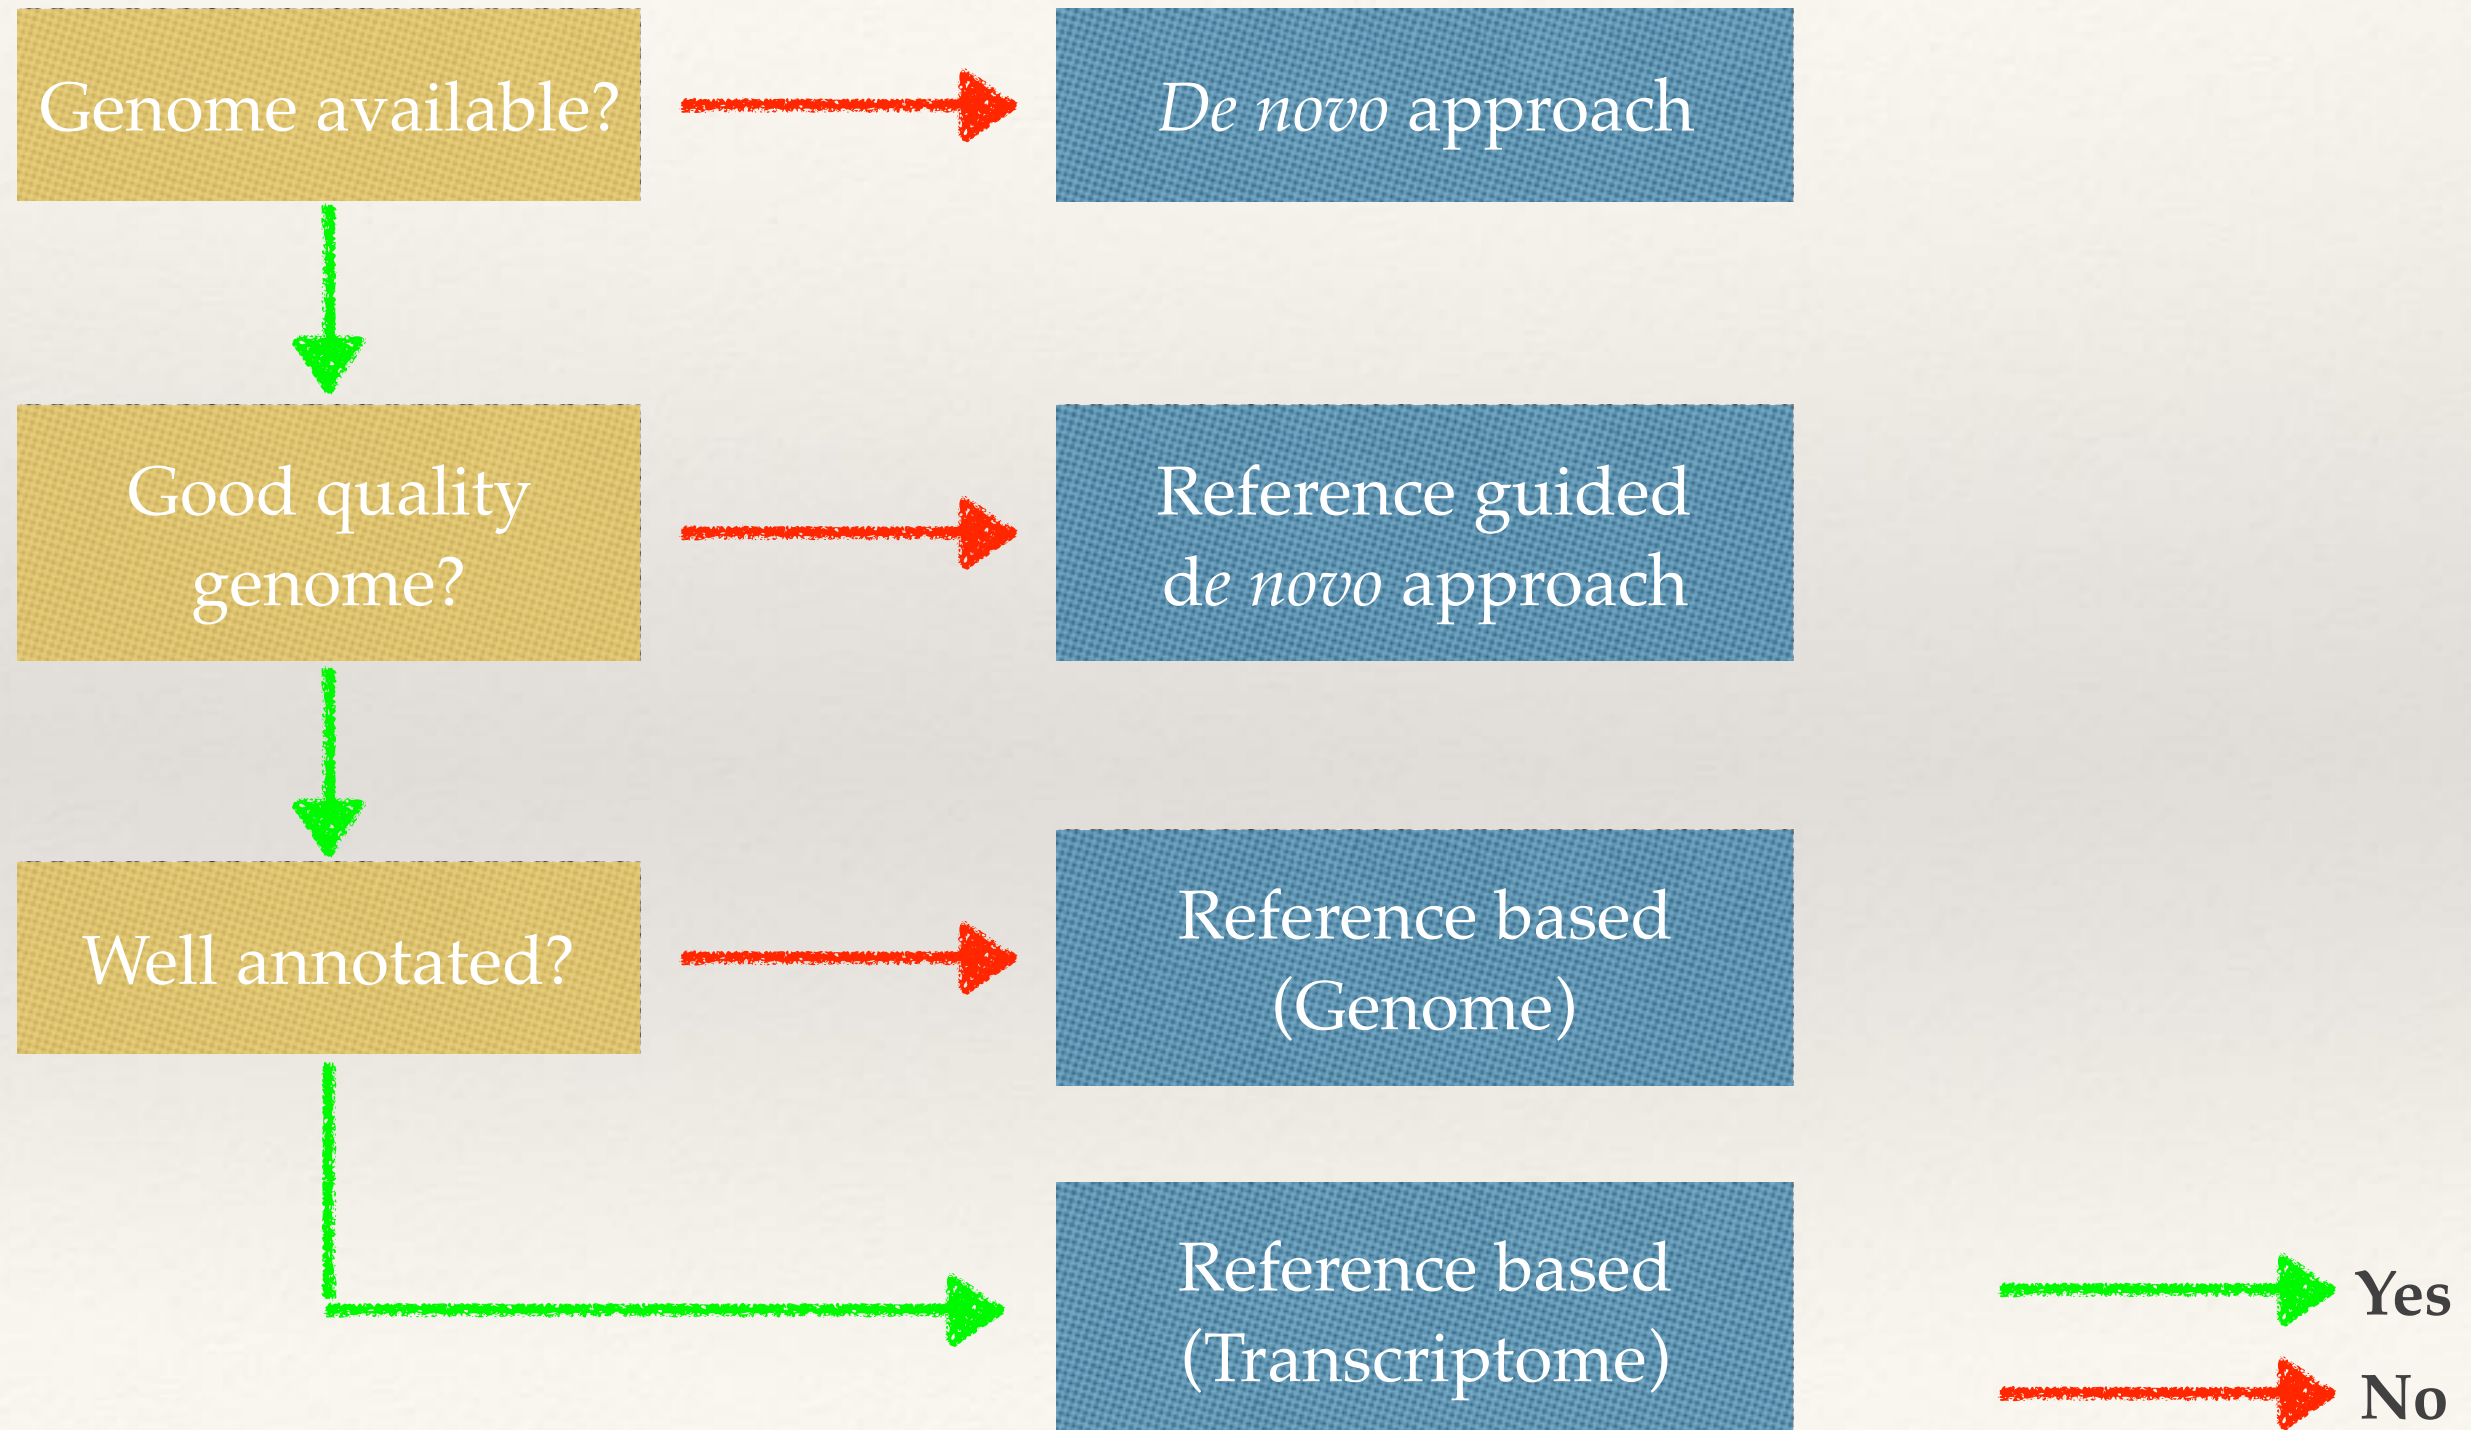 Genome available?
De novo approach
Good quality
genome?
Reference guided
de novo approach
Well annotated?
Reference based
(Genome)
Reference based
(Transcriptome)
Yes
No